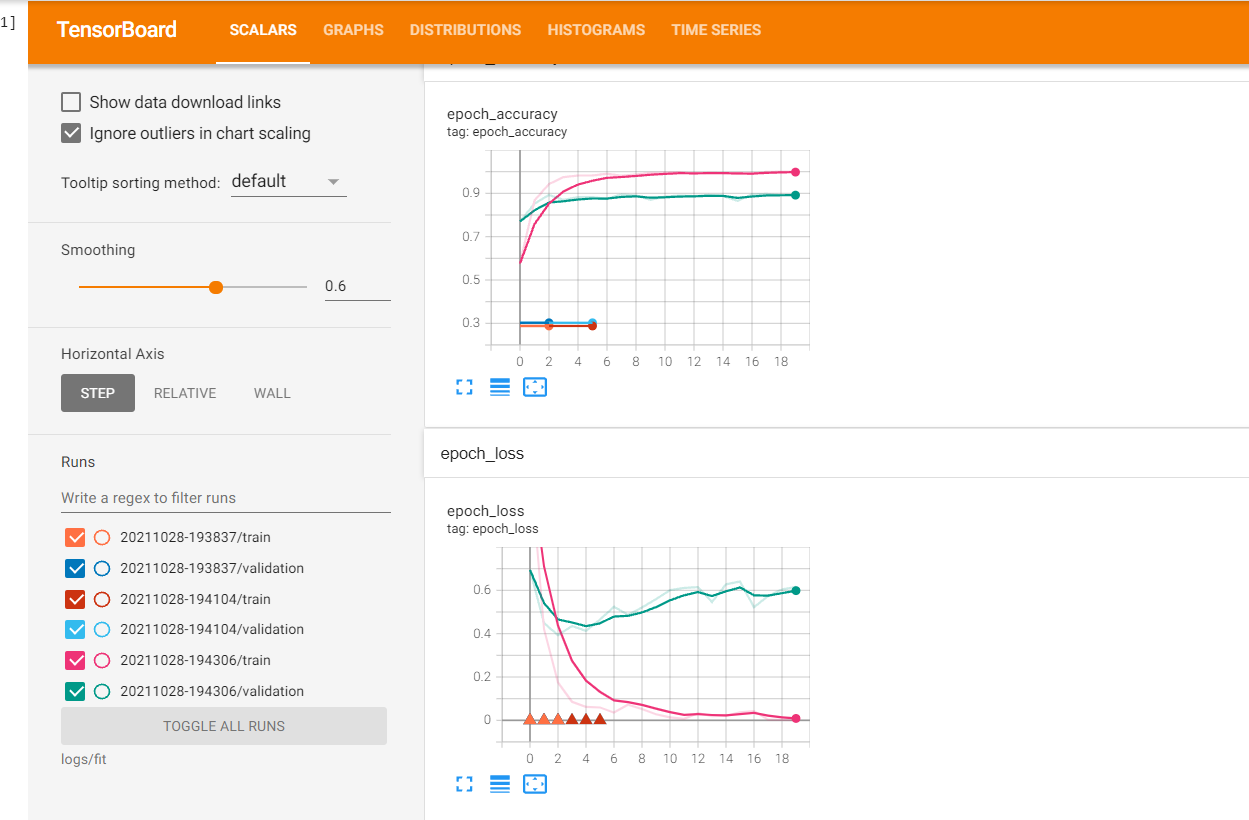 1]
TensorBoard
SCALARS GRAPHS DISTRIBUTIONS HISTOGRAMS TIME SERIES
Show data download links
Ignore outliers in chart scaling
Tooltip sorting method: default
Smoothing
0.6
Horizontal Axis
STEP RELATIVE WALL
Runs
Write a regex to filter runs
20211028-193837/train
20211028-193837/validation
20211028-194104/train
20211028-194104/validation
20211028-194306/train
20211028-194306/validation
TOGGLE ALL RUNS
logs/fit
epoch_accuracy
tag: epoch_accuracy
0.9
0.7
0.5
0.3
0 2 4 6 8 10 12 14 16 18
epoch_loss
epoch_loss
tag: epoch_loss
0.6
0.4
0.2
0
0 2 4 6 8 10 12 14 16 18